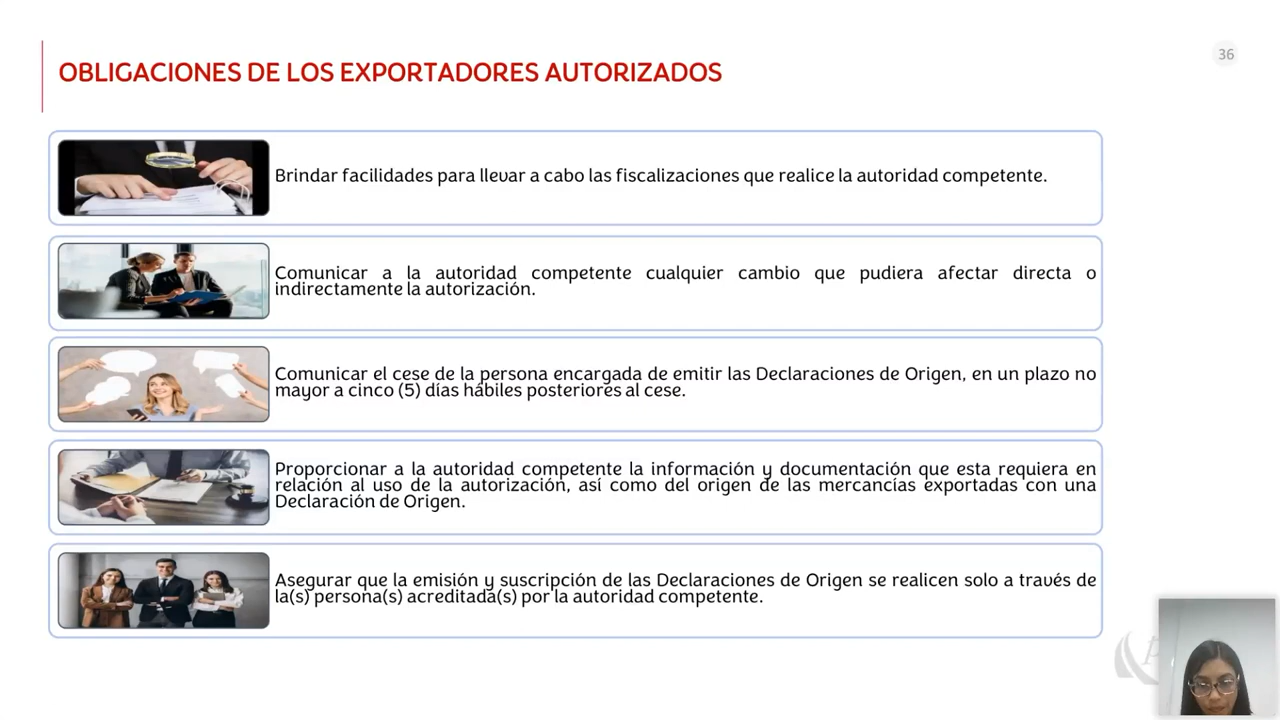 36
OBLIGACIONES DE LOS EXPORTADORES AUTORIZADOS
Brindar facilidades para llevar a cabo las fiscalizaciones que realice la autoridad competente.
Comunicar a la autoridad competente cualquier cambio que pudiera afectar directa o
indirectamente la autorización.
Comunicar el cese de la persona encargada de emitir las Declaraciones de Origen, en un plazo no
mayor a cinco (5) días hábiles posteriores al cese.
Proporcionar a la autoridad competente la información y documentación que esta requiera en
relación al uso de la autorización, así como del origen de las mercancías exportadas con una
Declaración de Origen.
Asegurar que la emisión y suscripción de las Declaraciones de Origen se realicen solo a través de
la(s) persona(s) acreditada(s) por la autoridad competente.